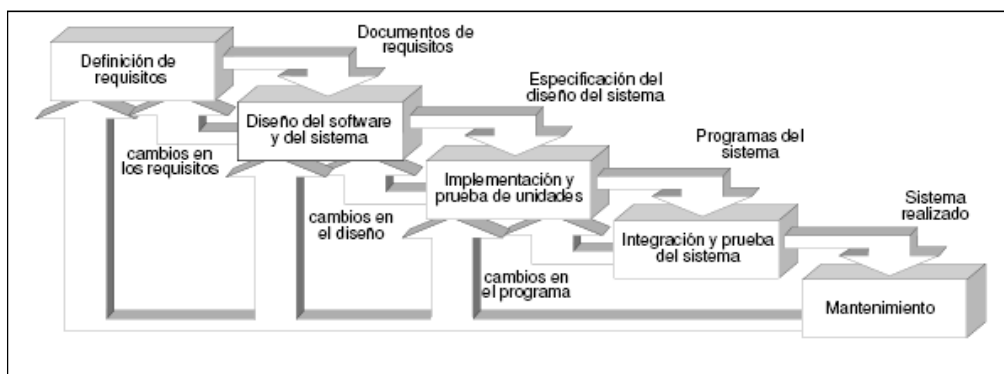 Definición de
requisitos
Documentos de
requisitos
Diseño del software
y del sistema
Especificación del
diseño del sistema
cambios en
los requisitos
Implementación y
prueba de unidades
Programas del
sistema
cambios en
el diseño
Integración y prueba
del sistema
Sistema
realizado
cambios en
el programa
Mantenimiento